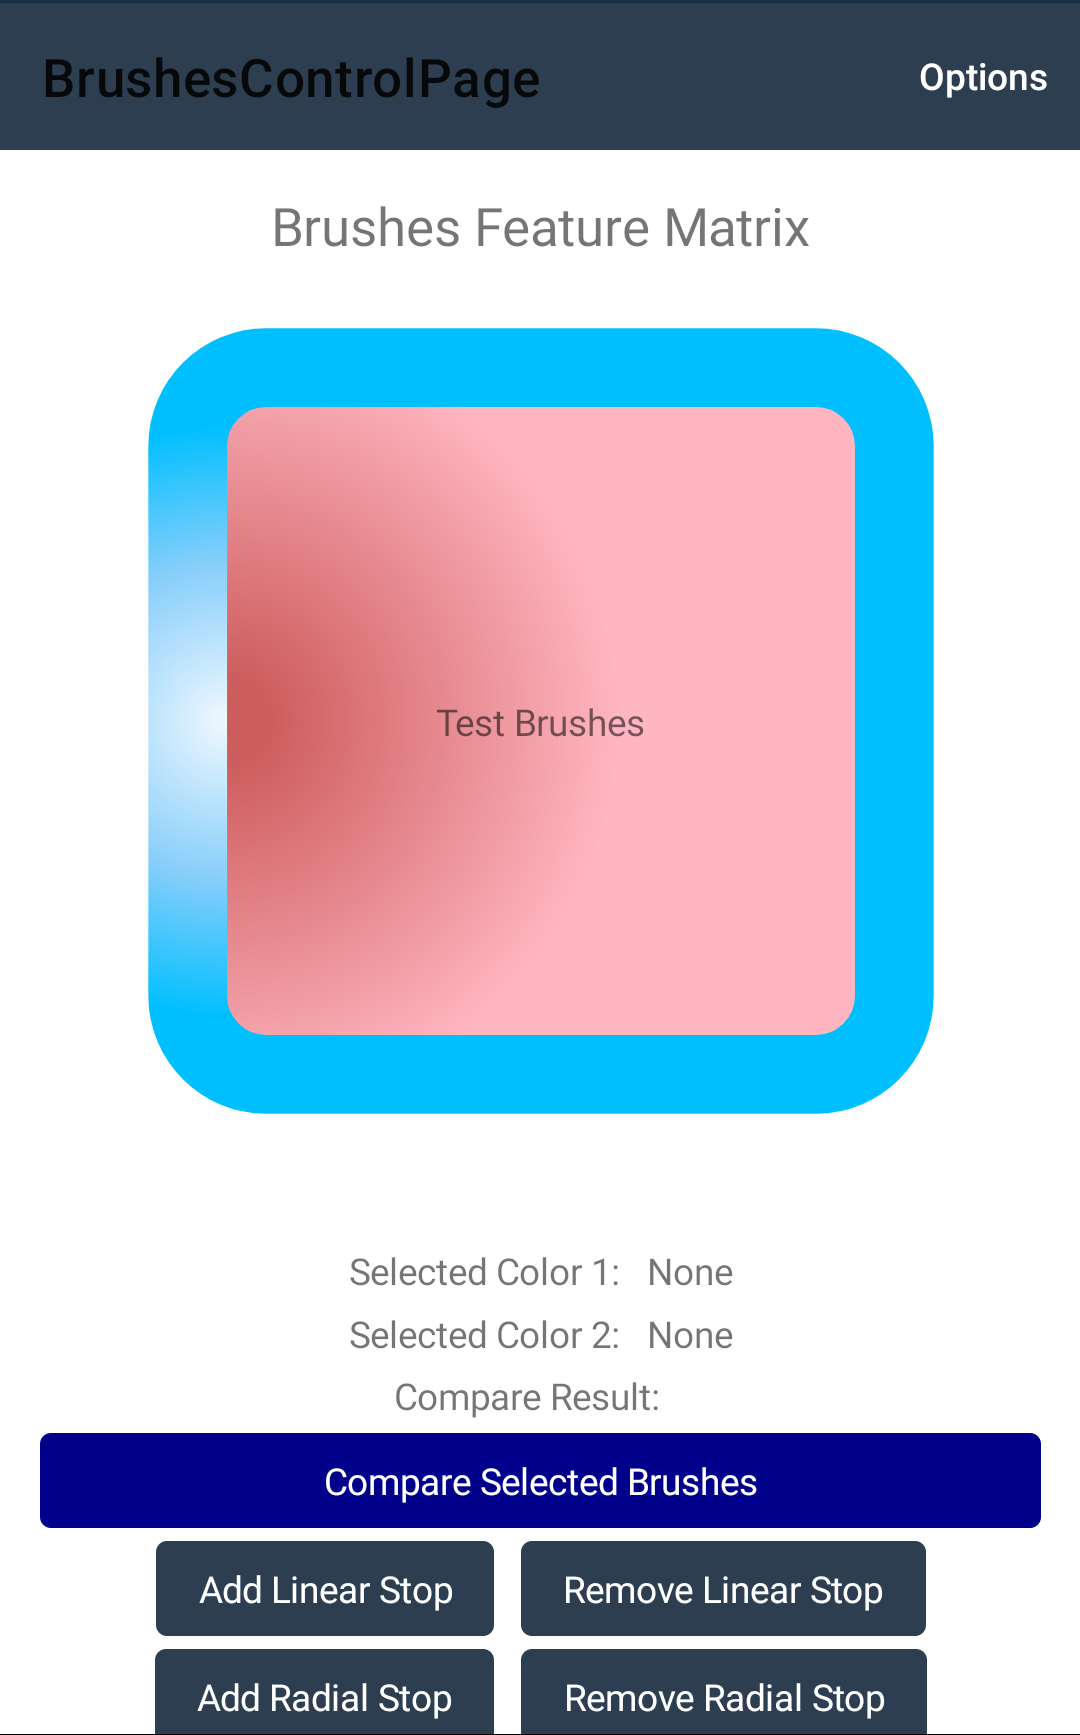 BrushesControlPage Options
Brushes Feature Matrix
Test Brushes
Selected Color 1: None
Selected Color 2: None
Compare Result:
Compare Selected Brushes
Add Linear Stop Remove Linear Stop
Add Radial Stop Remove Radial Stop